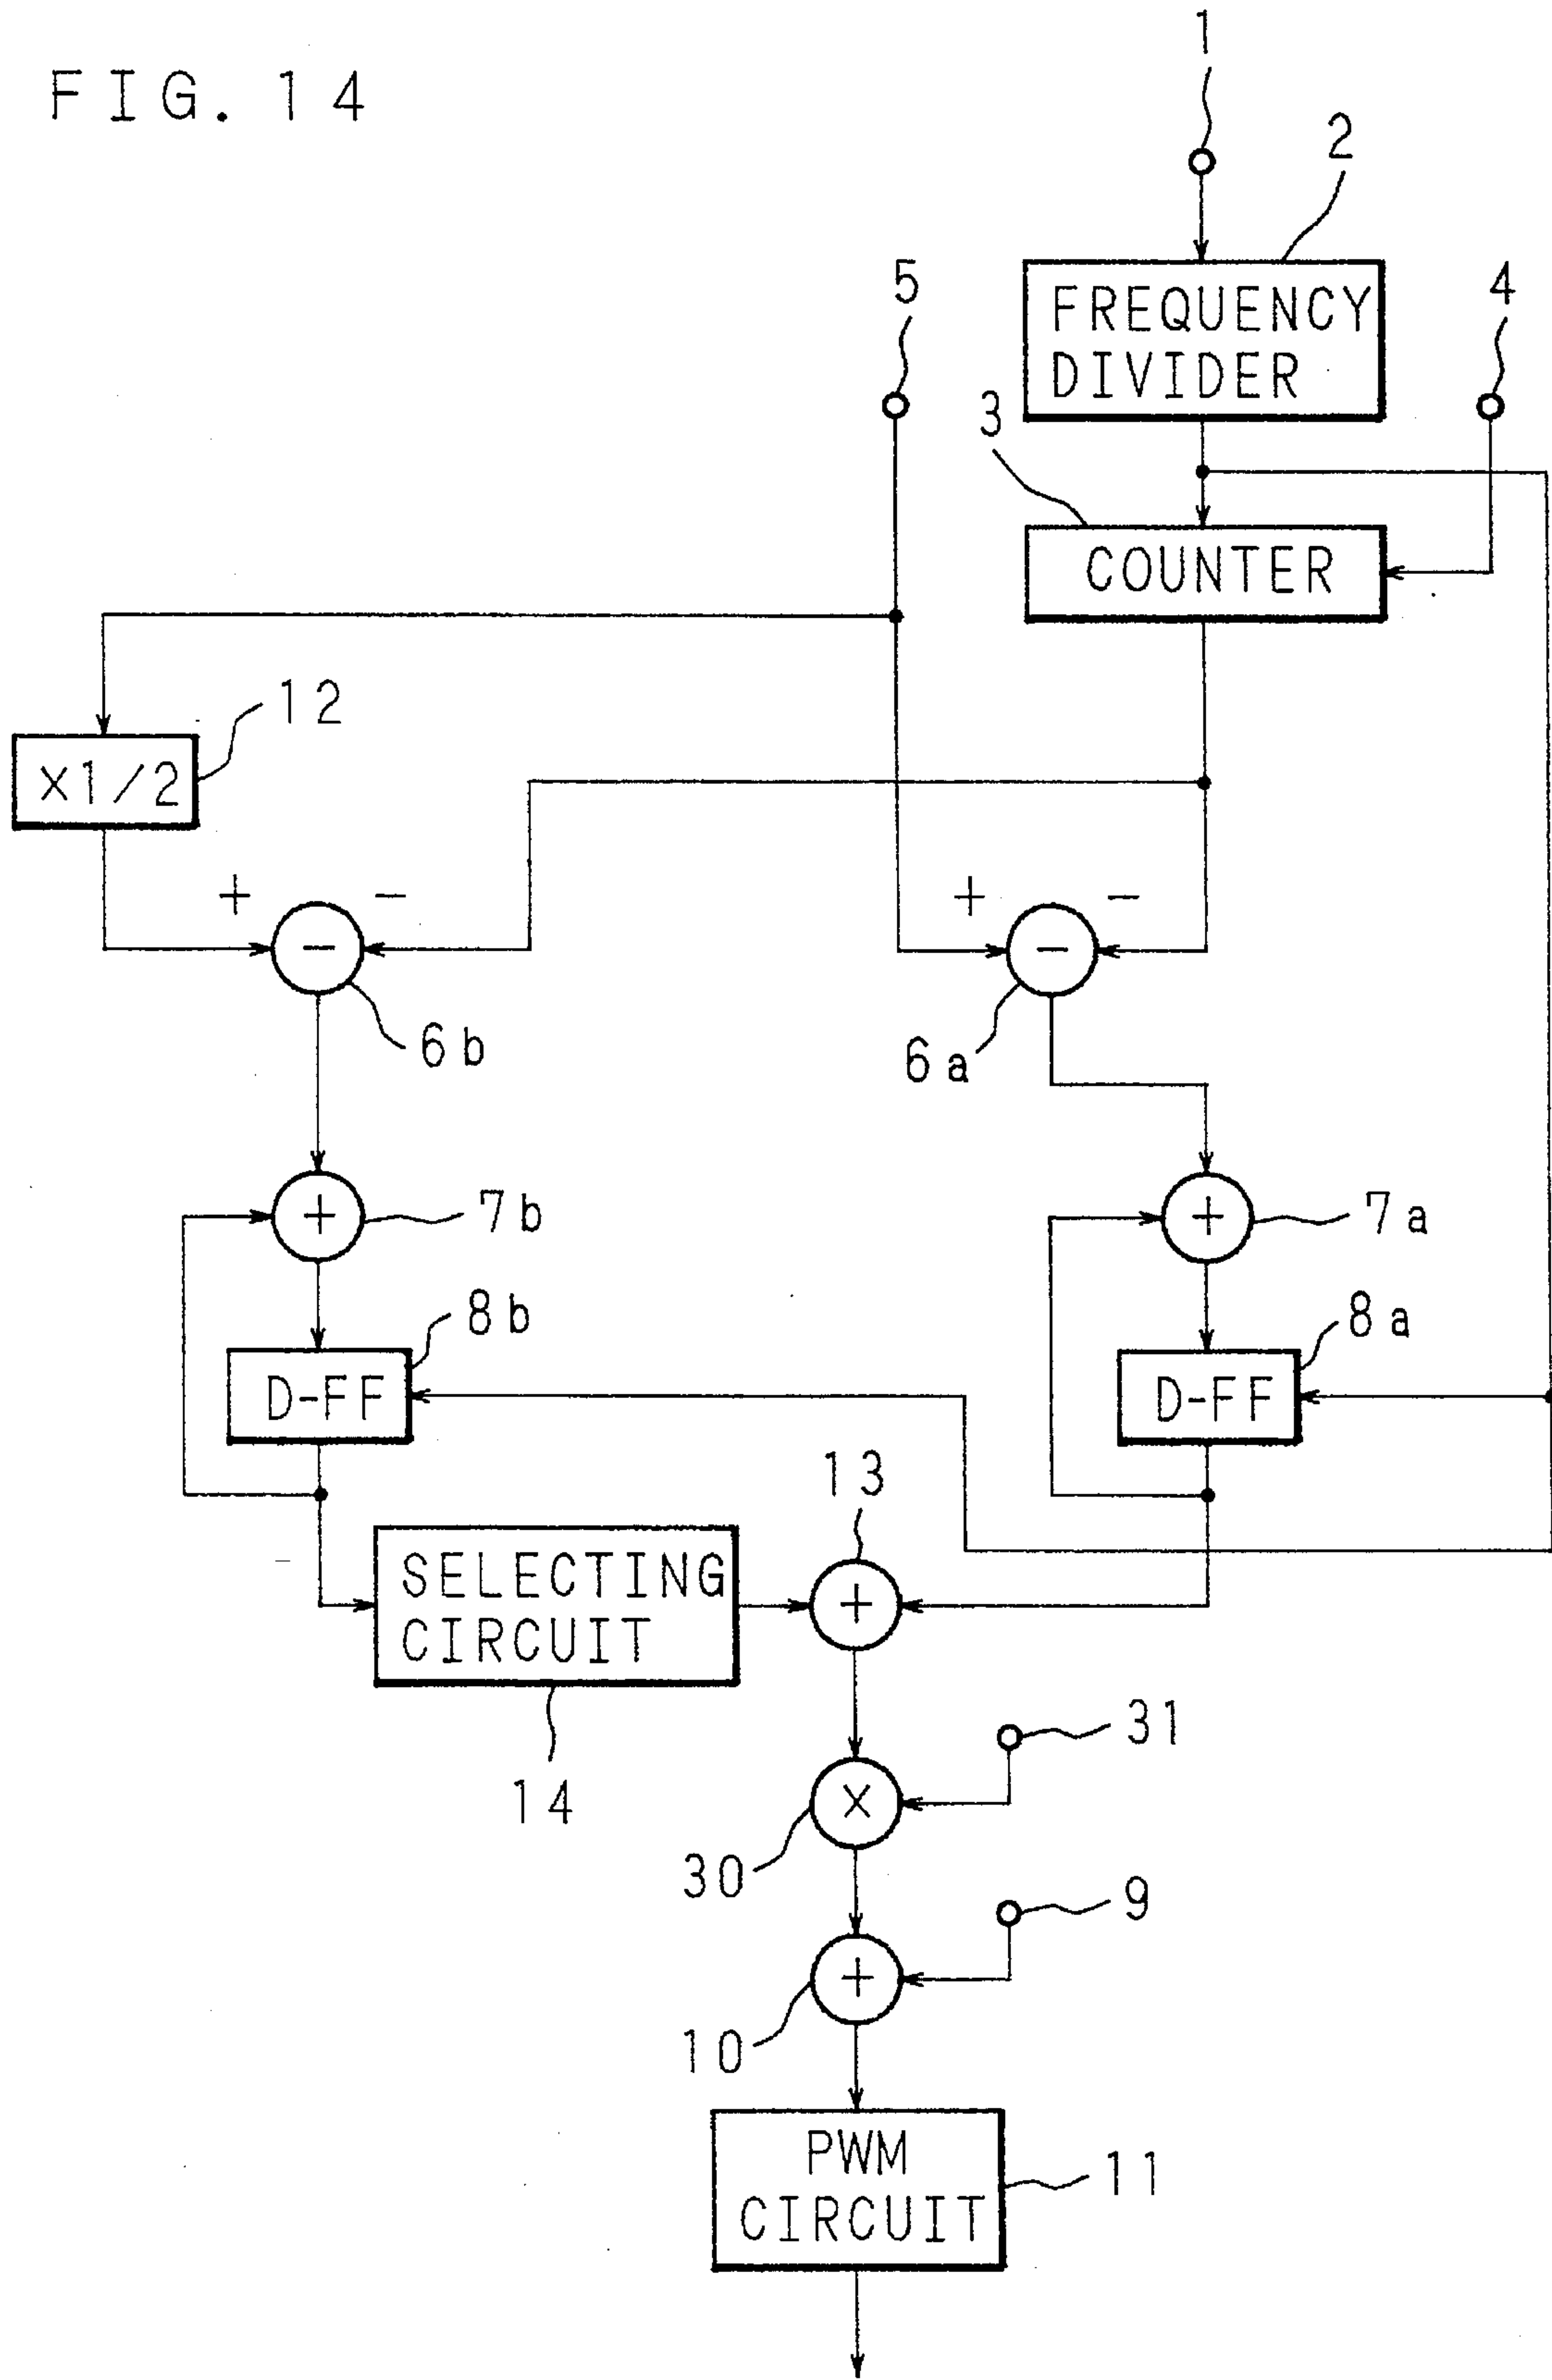 FIG. 14
1
2
5
FREQUENCY
DIVIDER
4
3
COUNTER
12
×1/2
+
−
+
−
−
−
6b
6a
+
7b
+
7a
8b
8a
D-FF
D-FF
13
SELECTING
CIRCUIT
+
31
14
×
30
9
+
10
PWM
CIRCUIT
11